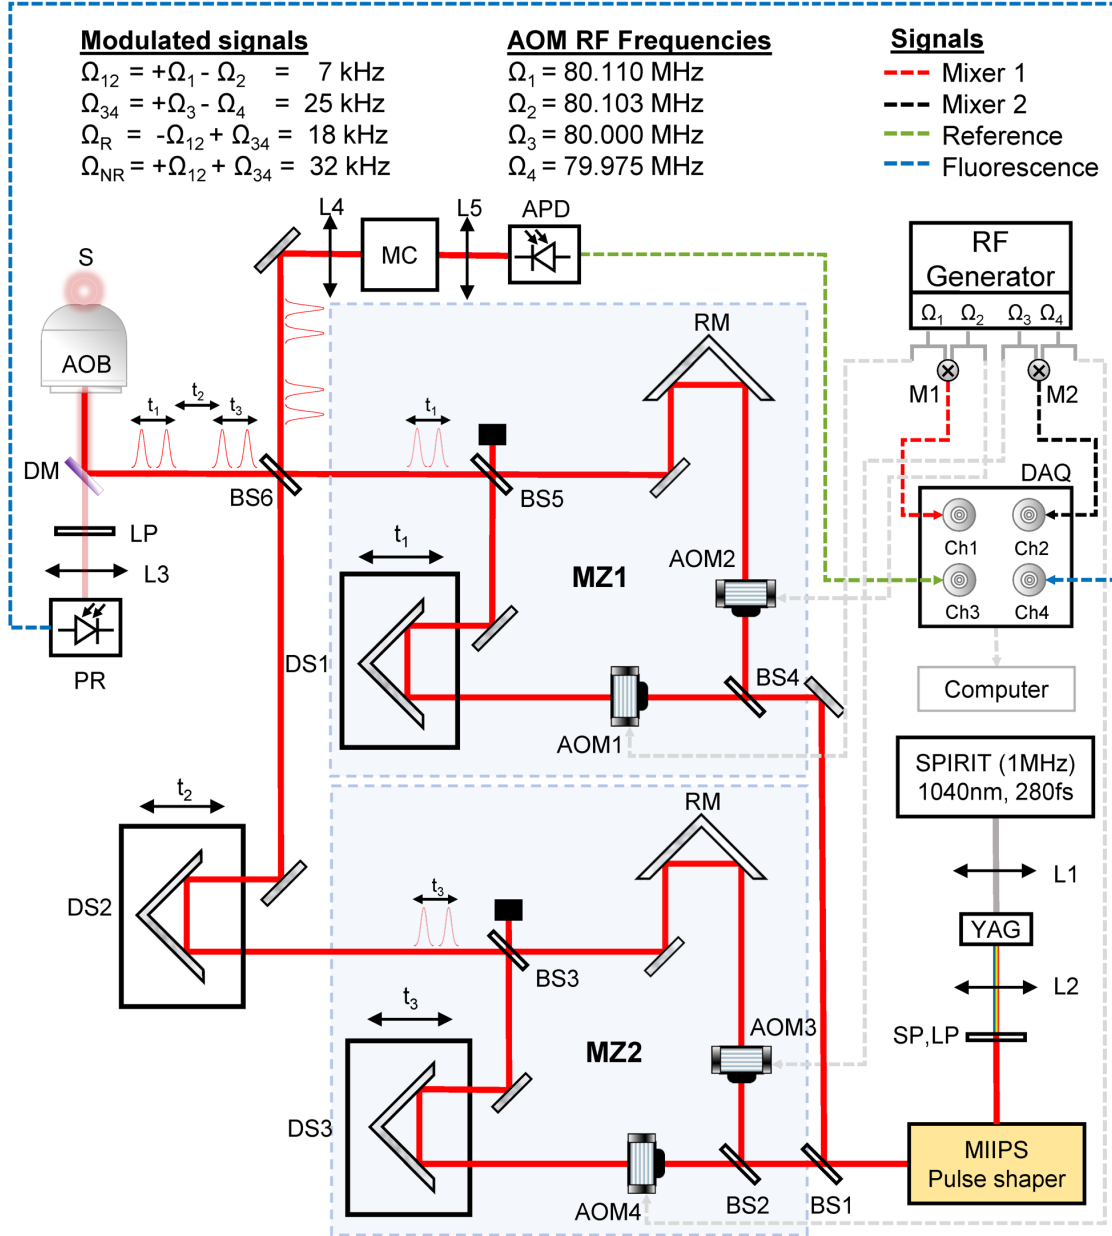 Modulated signals
Ω12 = +Ω1 - Ω2 = 7 kHz
Ω34 = +Ω3 - Ω4 = 25 kHz
ΩR = -Ω12 + Ω34 = 18 kHz
ΩNR = +Ω12 + Ω34 = 32 kHz
AOM RF Frequencies
Ω1 = 80.110 MHz
Ω2 = 80.103 MHz
Ω3 = 80.000 MHz
Ω4 = 79.975 MHz
Signals
Mixer 1
Mixer 2
Reference
Fluorescence
L4
L5
APD
MC
S
AOB
RF
Generator
Ω1 Ω2 Ω3 Ω4
M1
M2
RM
t1
t2
t3
t1
DM
BS6
BS5
DAQ
LP
L3
PR
Ch1
Ch2
Ch3
Ch4
t1
MZ1
AOM2
DS1
BS4
AOM1
Computer
SPIRIT (1MHz)
1040nm, 280fs
t2
RM
DS2
L1
t3
YAG
BS3
L2
t3
MZ2
AOM3
SP,LP
DS3
MIIPS
Pulse shaper
AOM4
BS2
BS1